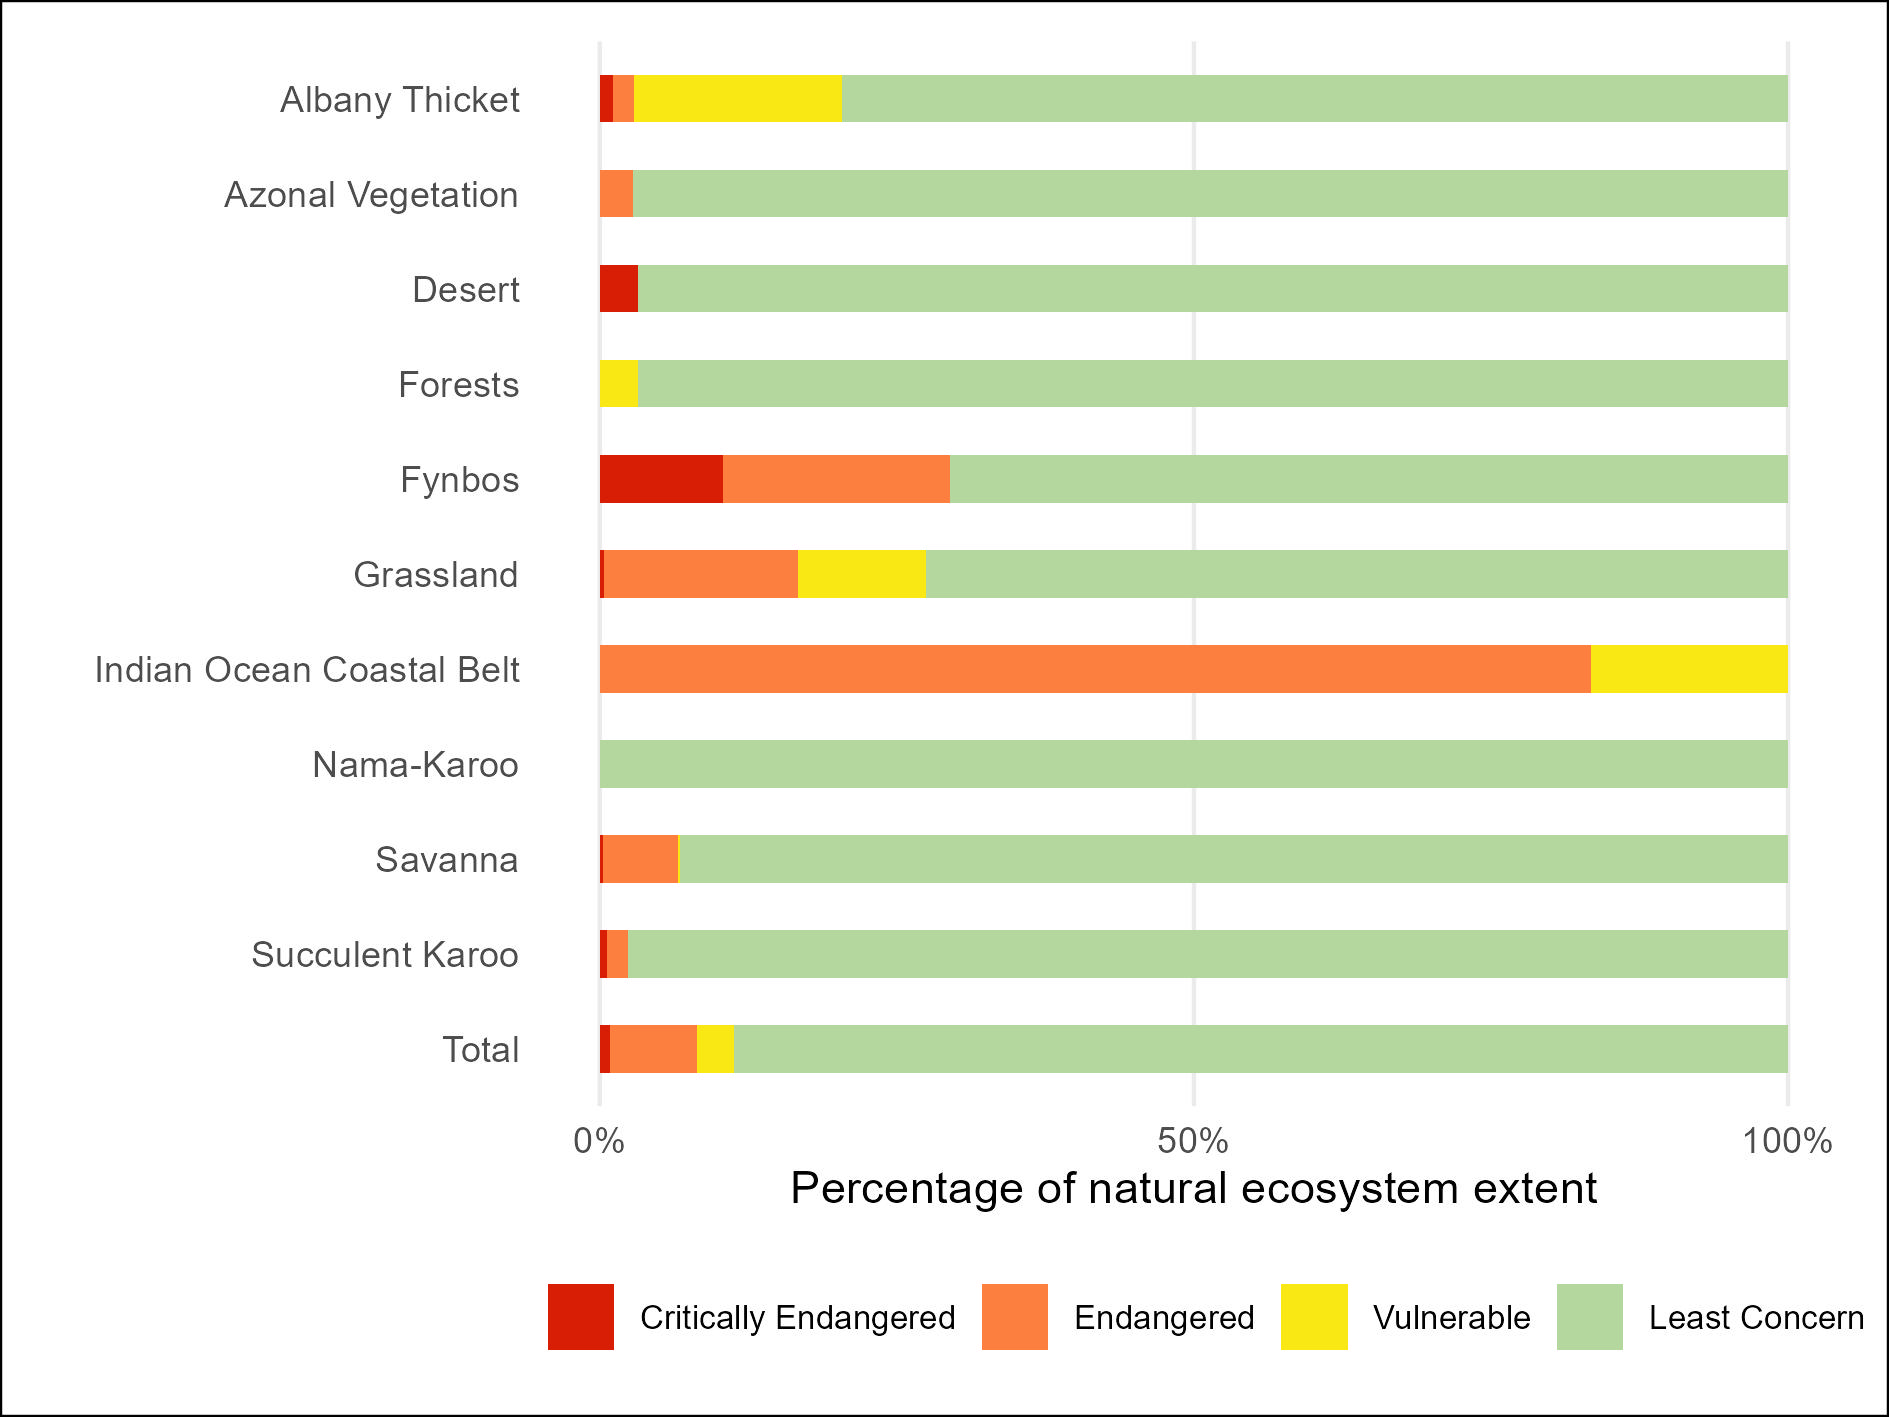 Albany Thicket
Azonal Vegetation
Desert
Forests
Fynbos
Grassland
Indian Ocean Coastal Belt
Nama-Karoo
Savanna
Succulent Karoo
Total
0% 50% 100%
Percentage of natural ecosystem extent
Critically Endangered Endangered Vulnerable Least Concern